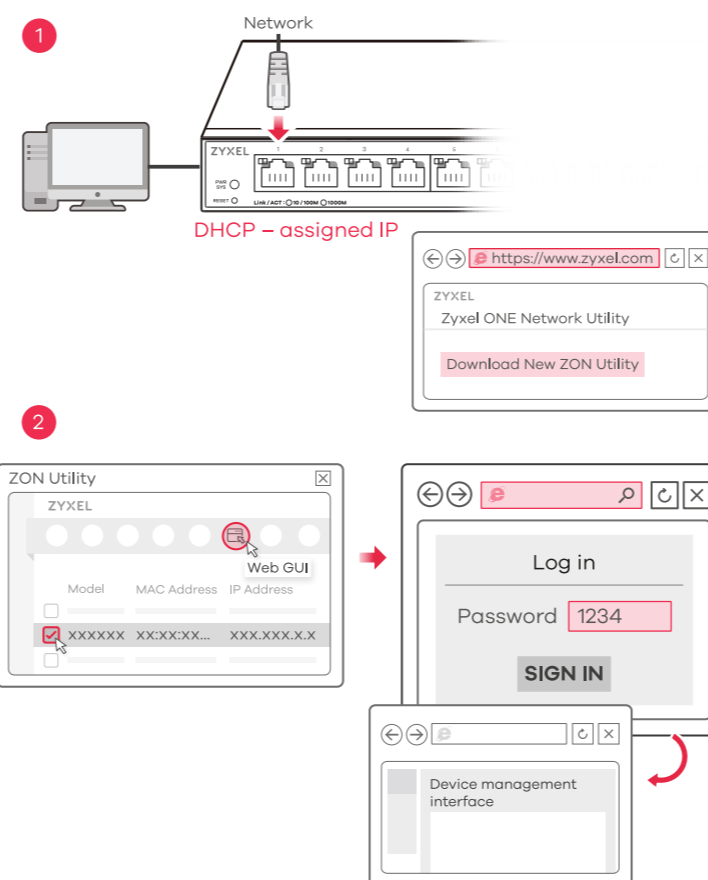 1
Network
ZYXEL
1 2 3 4 5
PWR
SYS
RESET
Link / ACT : 10 / 100M 1000M
DHCP – assigned IP
https://www.zyxel.com
ZYXEL
Zyxel ONE Network Utility
Download New ZON Utility
2
ZON Utility
ZYXEL
Web GUI
Model MAC Address IP Address
XXXXXX XX:XX:XX... XXX.XXX.X.X
Log in
Password 1234
SIGN IN
Device management
interface